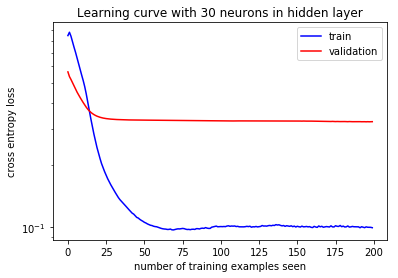 Learning curve with 30 neurons in hidden layer
train
validation
cross entropy loss
10⁻¹
0 25 50 75 100 125 150 175 200
number of training examples seen